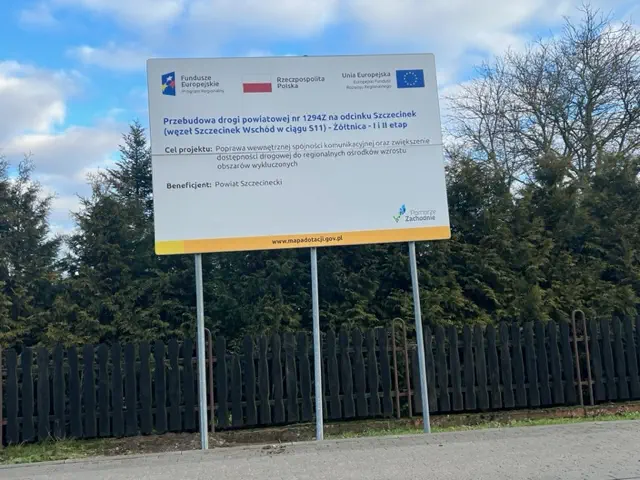 Fundusze
Europejskie
Program Regionalny
Rzeczpospolita
Polska
Unia Europejska
Europejski Fundusz
Rozwoju Regionalnego
Przebudowa drogi powiatowej nr 1294Z na odcinku Szczecinek
(węzeł Szczecinek Wschód w ciągu S11) - Żółtnica - I i II etap
Cel projektu: Poprawa wewnętrznej spójności komunikacyjnej oraz zwiększenie
dostępności drogowej do regionalnych ośrodków wzrostu
obszarów wykluczonych
Beneficjent: Powiat Szczecinecki
Pomorze
Zachodnie
www.mapadotacji.gov.pl